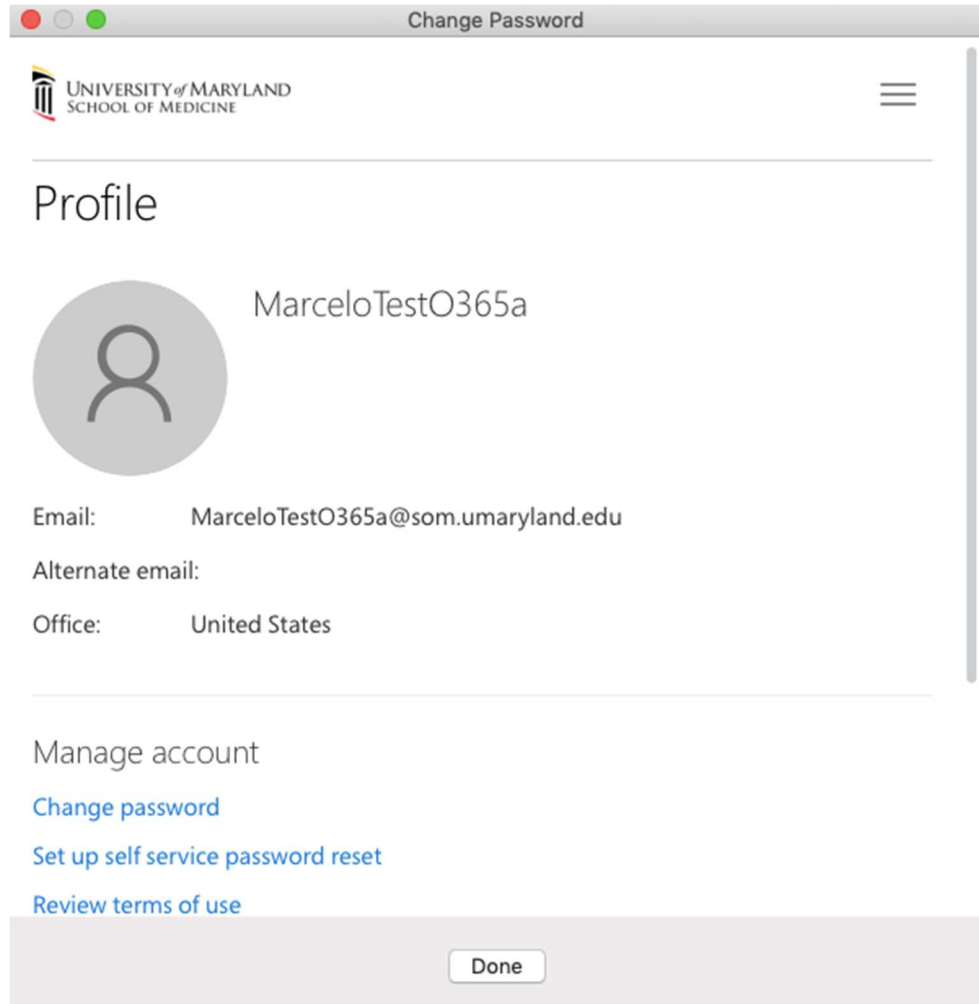 Change Password
UNIVERSITY of MARYLAND
SCHOOL OF MEDICINE
Profile
MarceloTestO365a
Email: MarceloTestO365a@som.umaryland.edu
Alternate email:
Office: United States
Manage account
Change password
Set up self service password reset
Review terms of use
Done